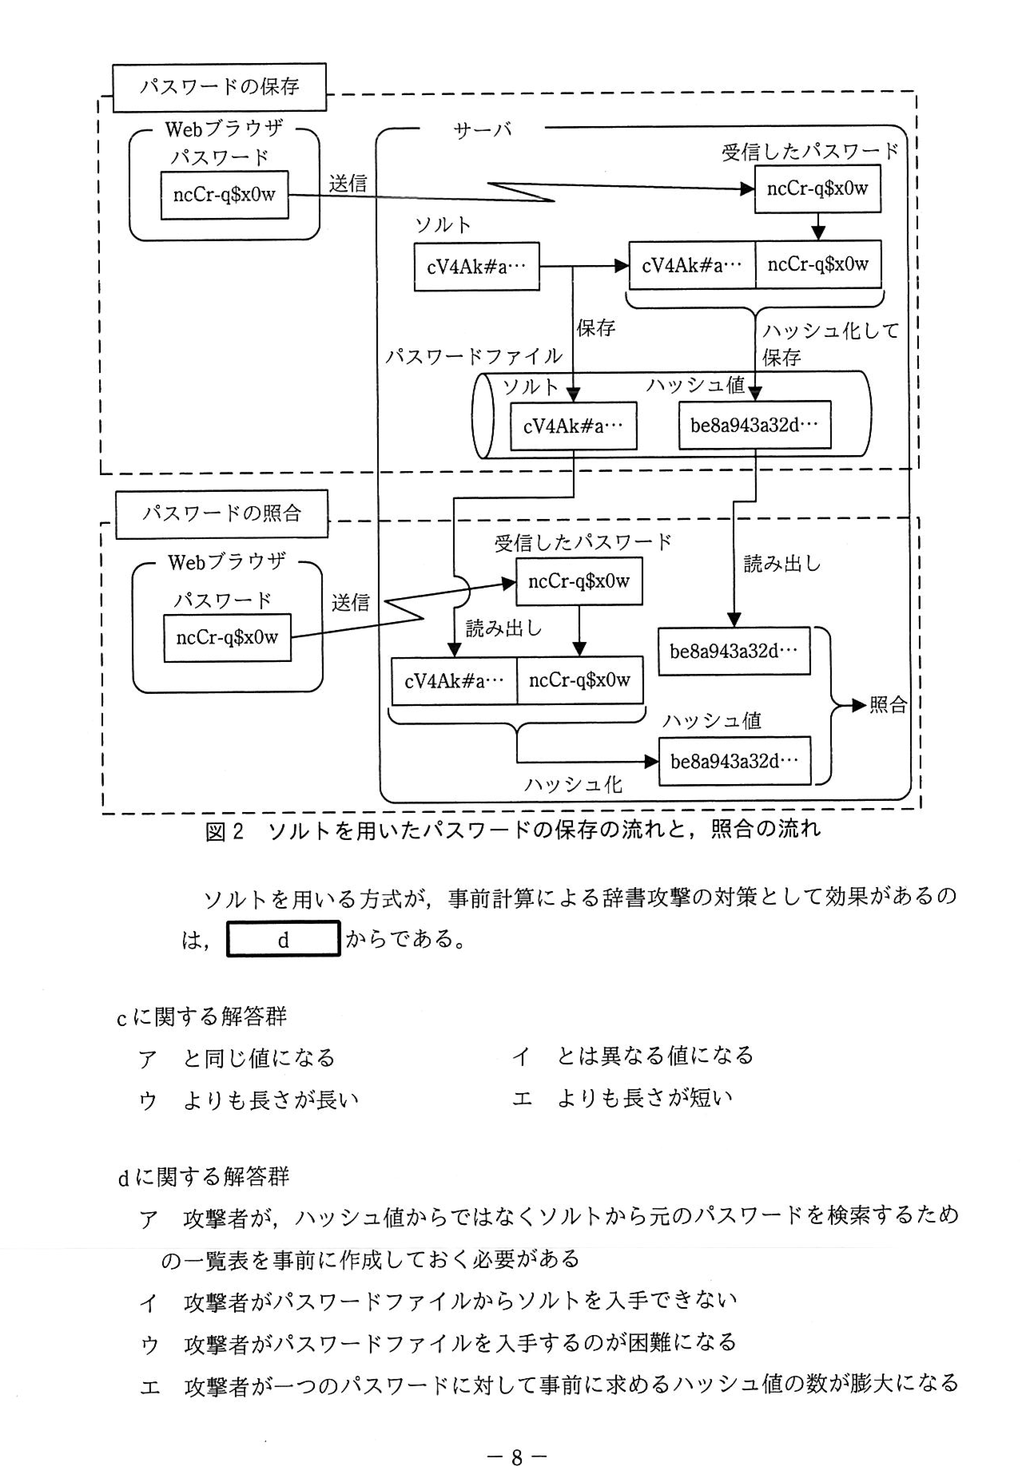 パスワードの保存
Webブラウザ
パスワード
ncCr-q$x0w
送信
サーバ
受信したパスワード
ncCr-q$x0w
ソルト
cV4Ak#a…
cV4Ak#a… ncCr-q$x0w
保存
ハッシュ化して
保存
パスワードファイル
ソルト
ハッシュ値
cV4Ak#a…
be8a943a32d…
パスワードの照合
Webブラウザ
パスワード
ncCr-q$x0w
送信
受信したパスワード
ncCr-q$x0w
読み出し
読み出し
cV4Ak#a… ncCr-q$x0w
be8a943a32d…
照合
ハッシュ値
be8a943a32d…
ハッシュ化
図2 ソルトを用いたパスワードの保存の流れと，照合の流れ
ソルトを用いる方式が，事前計算による辞書攻撃の対策として効果があるの
は， d からである。
cに関する解答群
ア と同じ値になる イ とは異なる値になる
ウ よりも長さが長い エ よりも長さが短い
dに関する解答群
ア 攻撃者が，ハッシュ値からではなくソルトから元のパスワードを検索するため
の一覧表を事前に作成しておく必要がある
イ 攻撃者がパスワードファイルからソルトを入手できない
ウ 攻撃者がパスワードファイルを入手するのが困難になる
エ 攻撃者が一つのパスワードに対して事前に求めるハッシュ値の数が膨大になる
－ 8 －